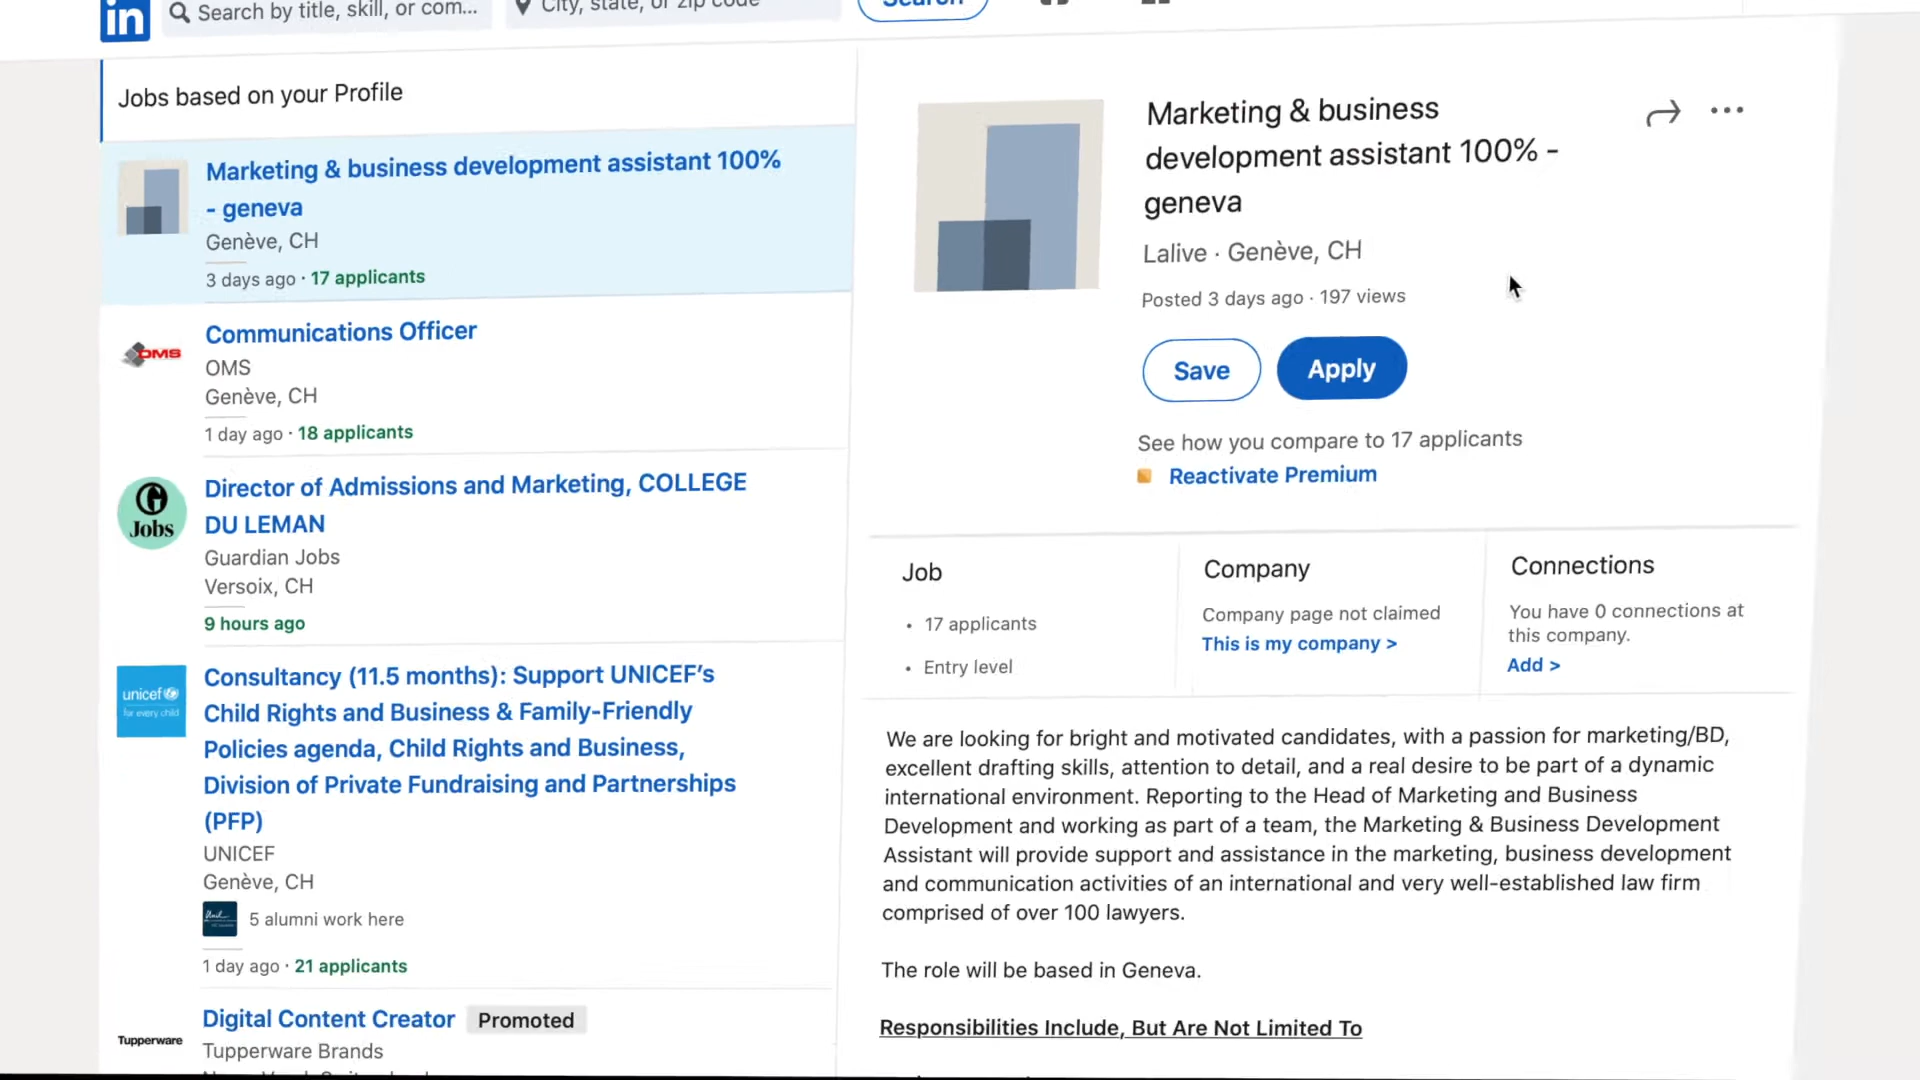 in
Search by title, skill, or com...
City, state, or zip code
Search
Jobs based on your Profile
Marketing & business development assistant 100%
- geneva
Genève, CH
3 days ago · 17 applicants
OMS
Communications Officer
OMS
Genève, CH
1 day ago · 18 applicants
G
Jobs
Director of Admissions and Marketing, COLLEGE
DU LEMAN
Guardian Jobs
Versoix, CH
9 hours ago
unicef
for every child
Consultancy (11.5 months): Support UNICEF’s
Child Rights and Business & Family-Friendly
Policies agenda, Child Rights and Business,
Division of Private Fundraising and Partnerships
(PFP)
UNICEF
Genève, CH
5 alumni work here
1 day ago · 21 applicants
Tupperware
Digital Content Creator Promoted
Tupperware Brands
Marketing & business
development assistant 100% -
geneva
Lalive · Genève, CH
Posted 3 days ago · 197 views
Save
Apply
See how you compare to 17 applicants
Reactivate Premium
Job
• 17 applicants
• Entry level
Company
Company page not claimed
This is my company >
Connections
You have 0 connections at
this company.
Add >
We are looking for bright and motivated candidates, with a passion for marketing/BD,
excellent drafting skills, attention to detail, and a real desire to be part of a dynamic
international environment. Reporting to the Head of Marketing and Business
Development and working as part of a team, the Marketing & Business Development
Assistant will provide support and assistance in the marketing, business development
and communication activities of an international and very well-established law firm
comprised of over 100 lawyers.
The role will be based in Geneva.
Responsibilities Include, But Are Not Limited To